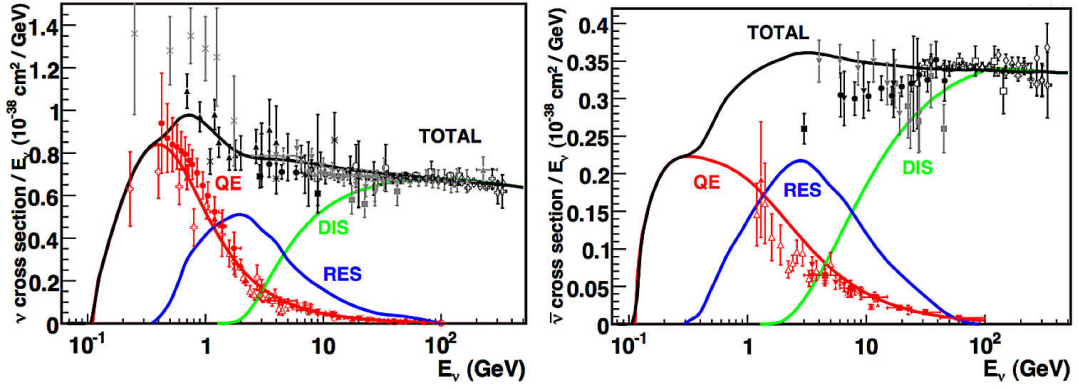 ν cross section / Eν (10⁻³⁸ cm² / GeV)
1.4
1.2
1
0.8
0.6
0.4
0.2
0
TOTAL
QE
DIS
RES
10⁻¹
1
10
10²
Eν (GeV)
ν̄ cross section / Eν (10⁻³⁸ cm² / GeV)
0.4
0.35
0.3
0.25
0.2
0.15
0.1
0.05
0
TOTAL
QE
RES
DIS
10⁻¹
1
10
10²
Eν (GeV)